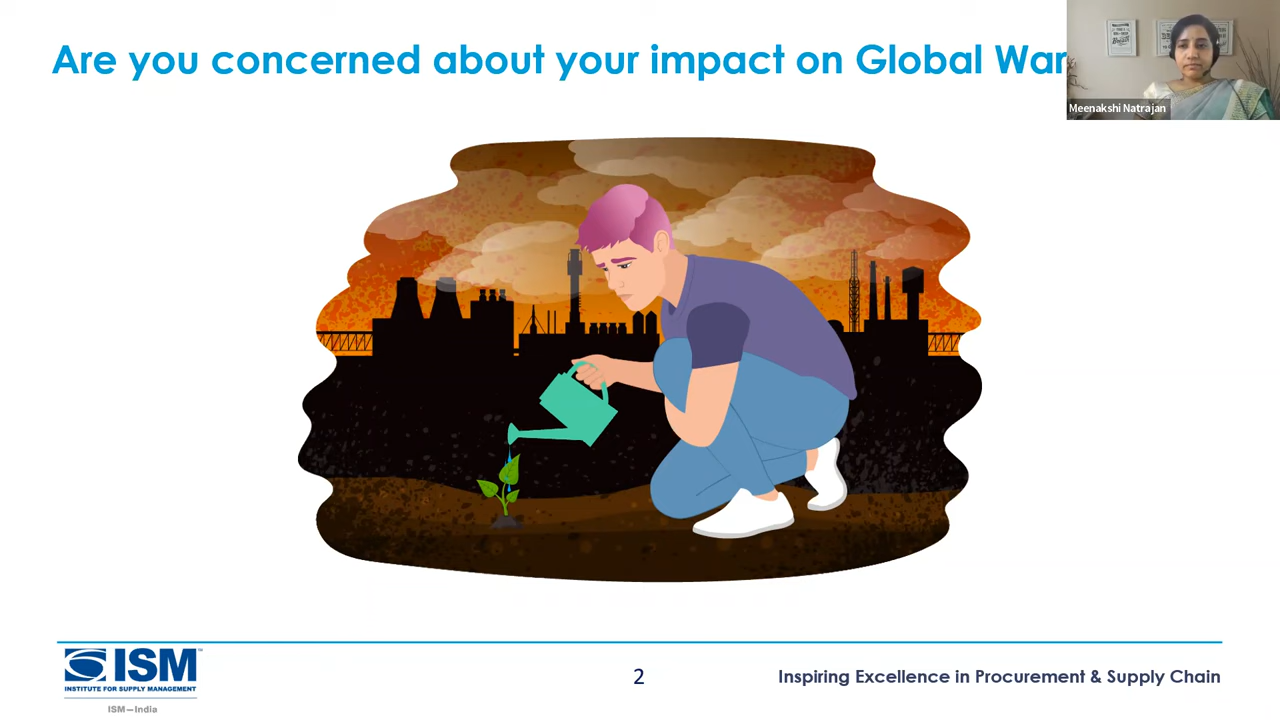 Are you concerned about your impact on Global War
Meenakshi Natrajan
ISM
INSTITUTE FOR SUPPLY MANAGEMENT
ISM—India
2
Inspiring Excellence in Procurement & Supply Chain